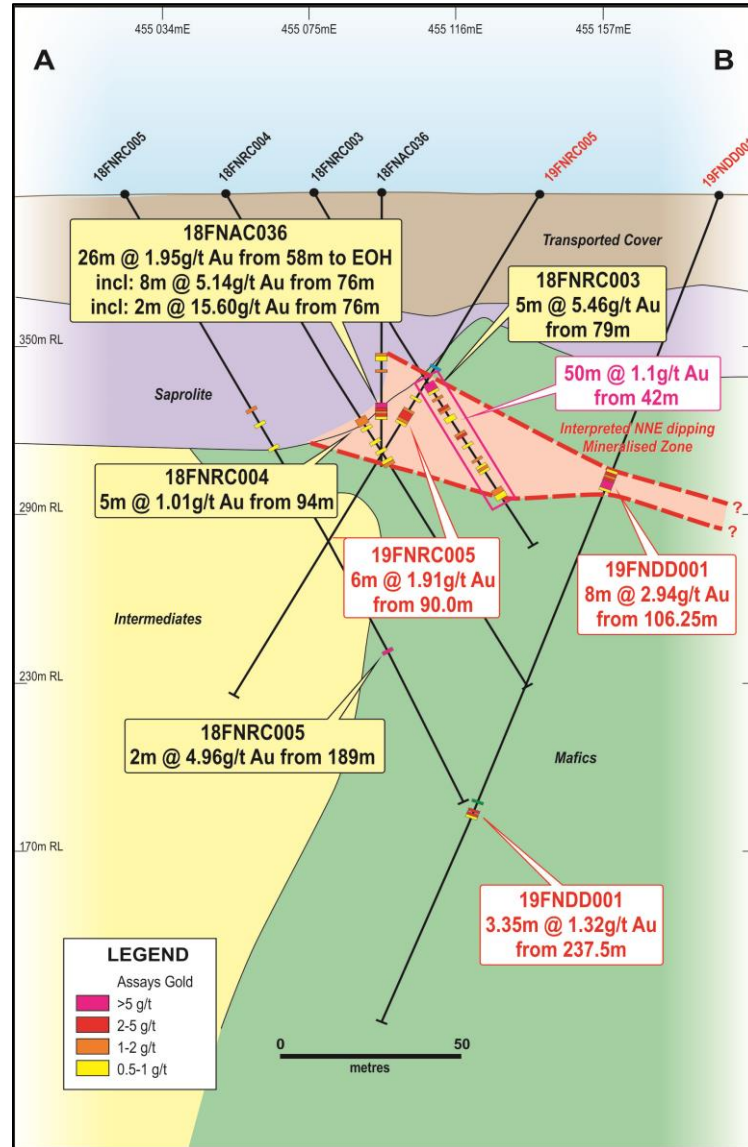 455 034mE
455 075mE
455 116mE
455 157mE
A
B
18FNRC005
18FNRC004
18FNRC003
18FNAC036
19FNRC005
19FNDD001
18FNAC036
26m @ 1.95g/t Au from 58m to EOH
incl: 8m @ 5.14g/t Au from 76m
incl: 2m @ 15.60g/t Au from 76m
Transported Cover
18FNRC003
5m @ 5.46g/t Au
from 79m
350m RL
50m @ 1.1g/t Au
from 42m
Saprolite
Interpreted NNE dipping
Mineralised Zone
18FNRC004
5m @ 1.01g/t Au from 94m
290m RL
?
?
19FNRC005
6m @ 1.91g/t Au
from 90.0m
19FNDD001
8m @ 2.94g/t Au
from 106.25m
Intermediates
230m RL
18FNRC005
2m @ 4.96g/t Au from 189m
Mafics
170m RL
19FNDD001
3.35m @ 1.32g/t Au
from 237.5m
LEGEND
Assays Gold
>5 g/t
2-5 g/t
1-2 g/t
0.5-1 g/t
0
50
metres